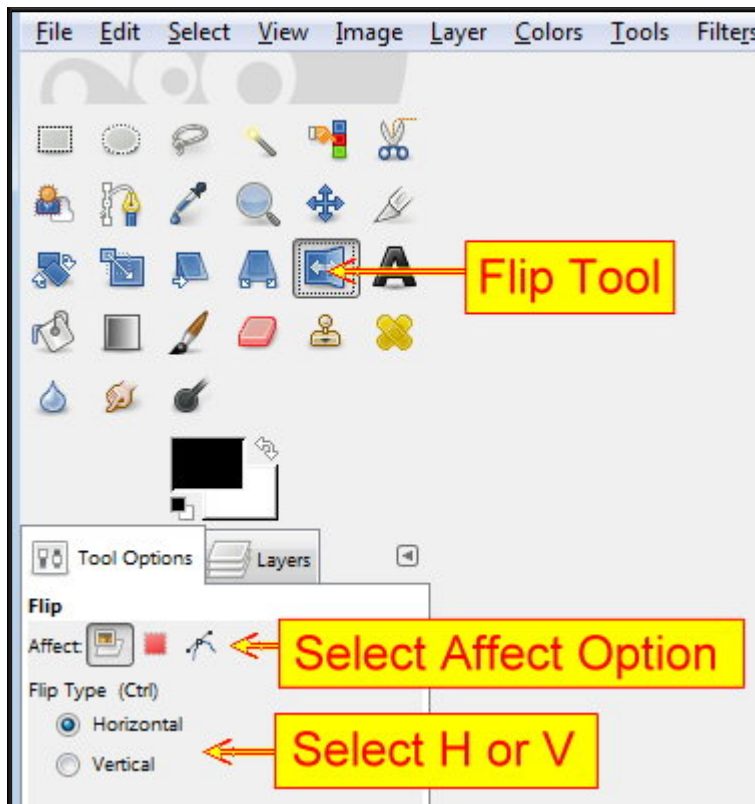 File Edit Select View Image Layer Colors Tools Filters
Flip Tool
Tool Options Layers
Flip
Affect:
Select Affect Option
Flip Type (Ctrl)
Horizontal
Select H or V
Vertical